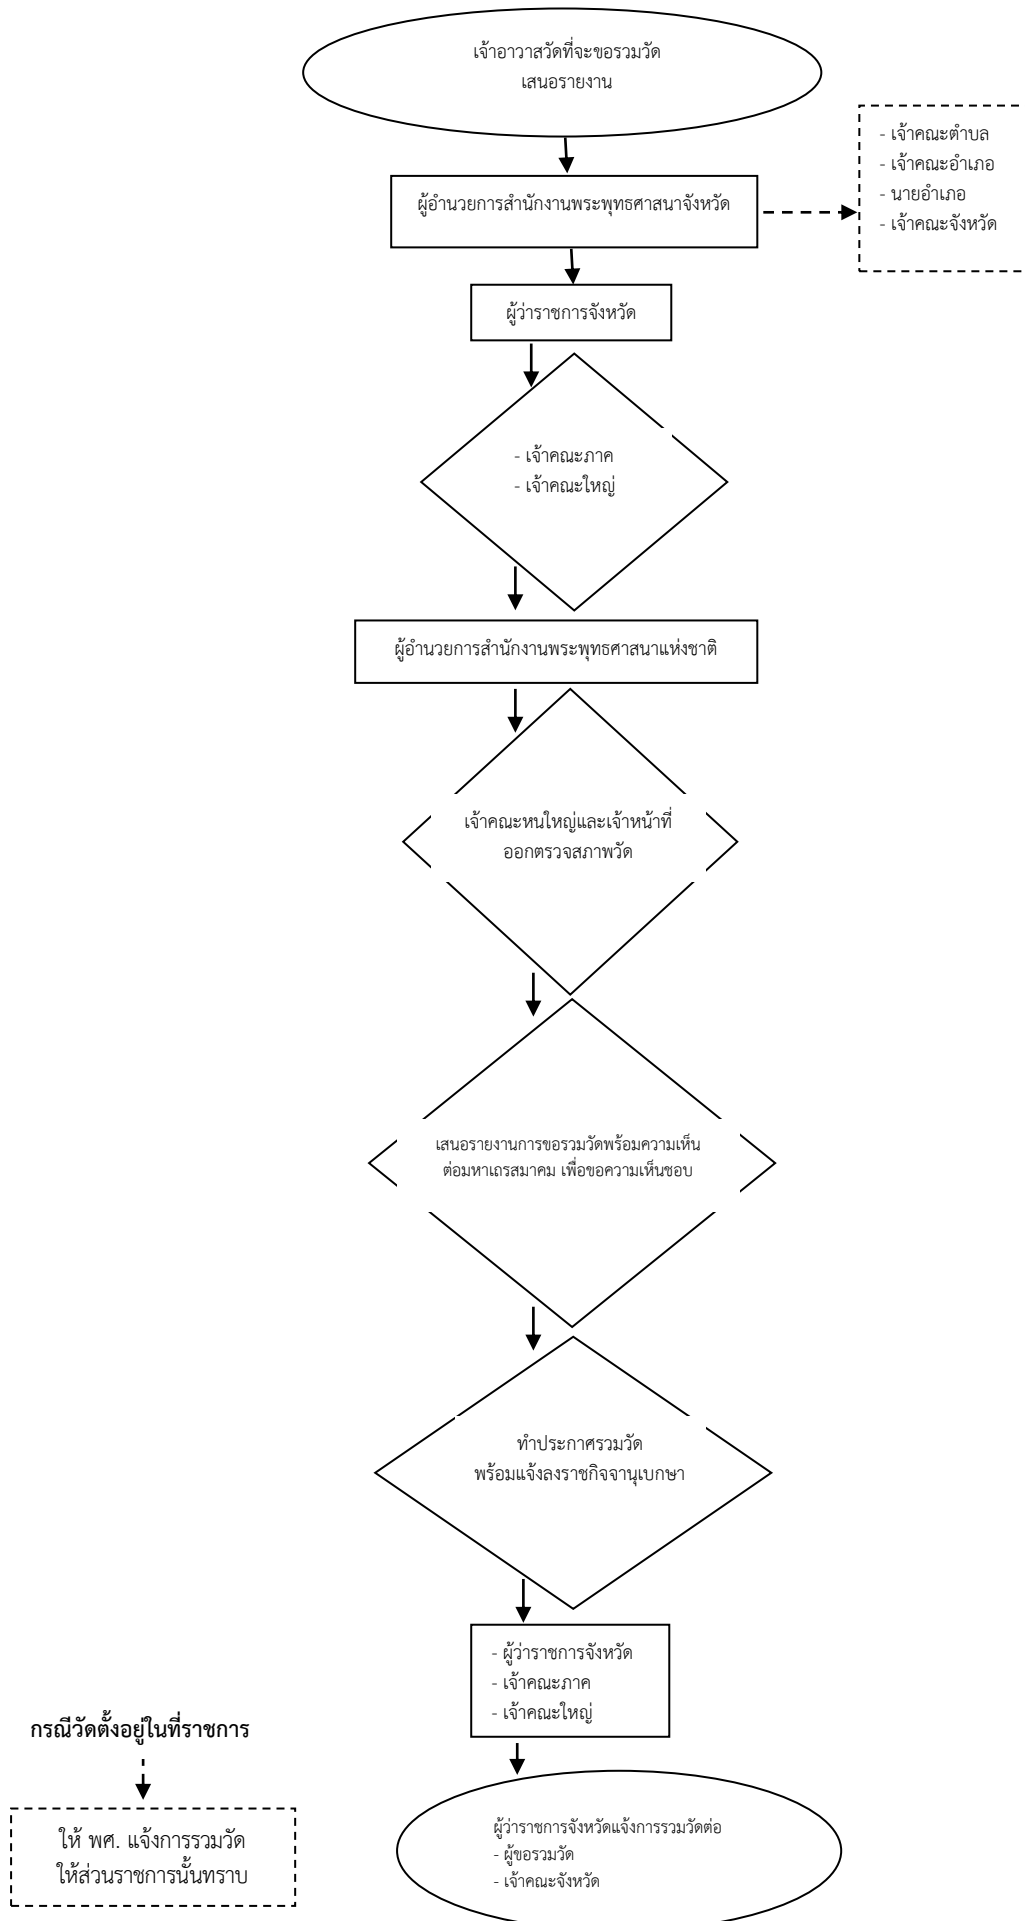 เจ้าอาวาสวัดที่จะขอรวมวัด
เสนอรายงาน
ผู้อำนวยการสำนักงานพระพุทธศาสนาจังหวัด
- เจ้าคณะตำบล
- เจ้าคณะอำเภอ
- นายอำเภอ
- เจ้าคณะจังหวัด
ผู้ว่าราชการจังหวัด
- เจ้าคณะภาค
- เจ้าคณะใหญ่
ผู้อำนวยการสำนักงานพระพุทธศาสนาแห่งชาติ
เจ้าคณะหนใหญ่และเจ้าหน้าที่
ออกตรวจสภาพวัด
เสนอรายงานการขอรวมวัดพร้อมความเห็น
ต่อมหาเถรสมาคม เพื่อขอความเห็นชอบ
ทำประกาศรวมวัด
พร้อมแจ้งลงราชกิจจานุเบกษา
- ผู้ว่าราชการจังหวัด
- เจ้าคณะภาค
- เจ้าคณะใหญ่
กรณีวัดตั้งอยู่ในที่ราชการ
ให้ พศ. แจ้งการรวมวัด
ให้ส่วนราชการนั้นทราบ
ผู้ว่าราชการจังหวัดแจ้งการรวมวัดต่อ
- ผู้ขอรวมวัด
- เจ้าคณะจังหวัด